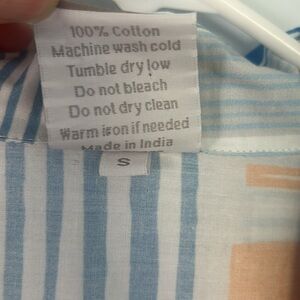 100% Cotton
Machine wash cold
Tumble dry low
Do not bleach
Do not dry clean
Warm iron if needed
Made in India
S